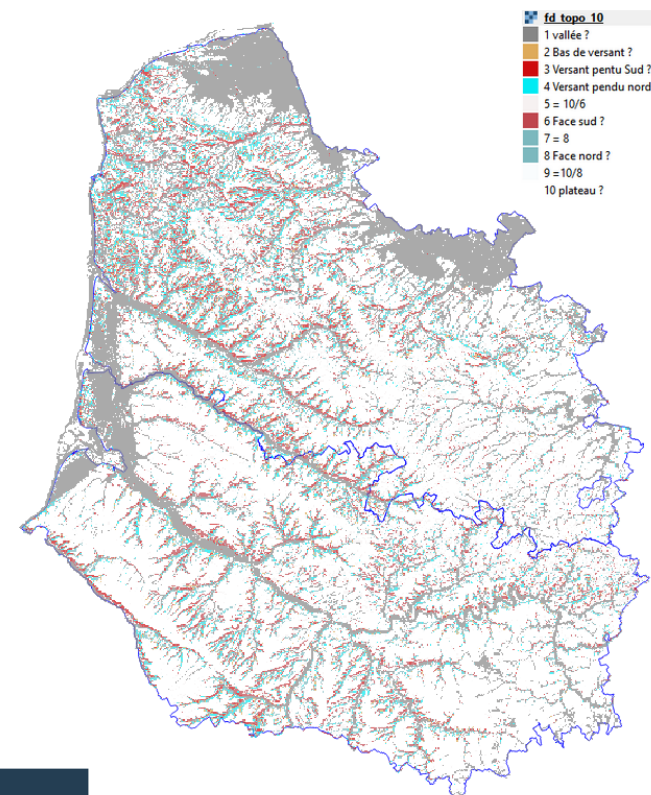 fd_topo_10
1 vallée ?
2 Bas de versant ?
3 Versant pentu Sud ?
4 Versant pendu nord
5 = 10/6
6 Face sud ?
7 = 8
8 Face nord ?
9 =10/8
10 plateau ?